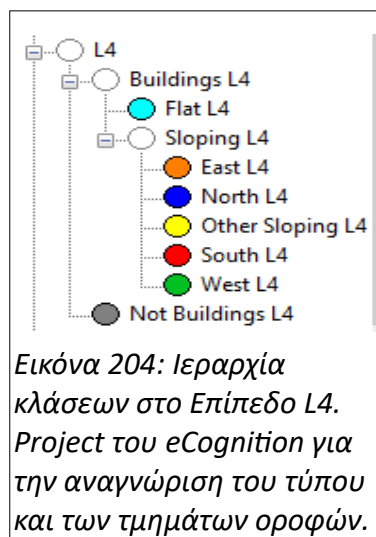 L4
Buildings L4
Flat L4
Sloping L4
East L4
North L4
Other Sloping L4
South L4
West L4
Not Buildings L4
Εικόνα 204: Ιεραρχία
κλάσεων στο Επίπεδο L4.
Project του eCognition για
την αναγνώριση του τύπου
και των τμημάτων οροφών.